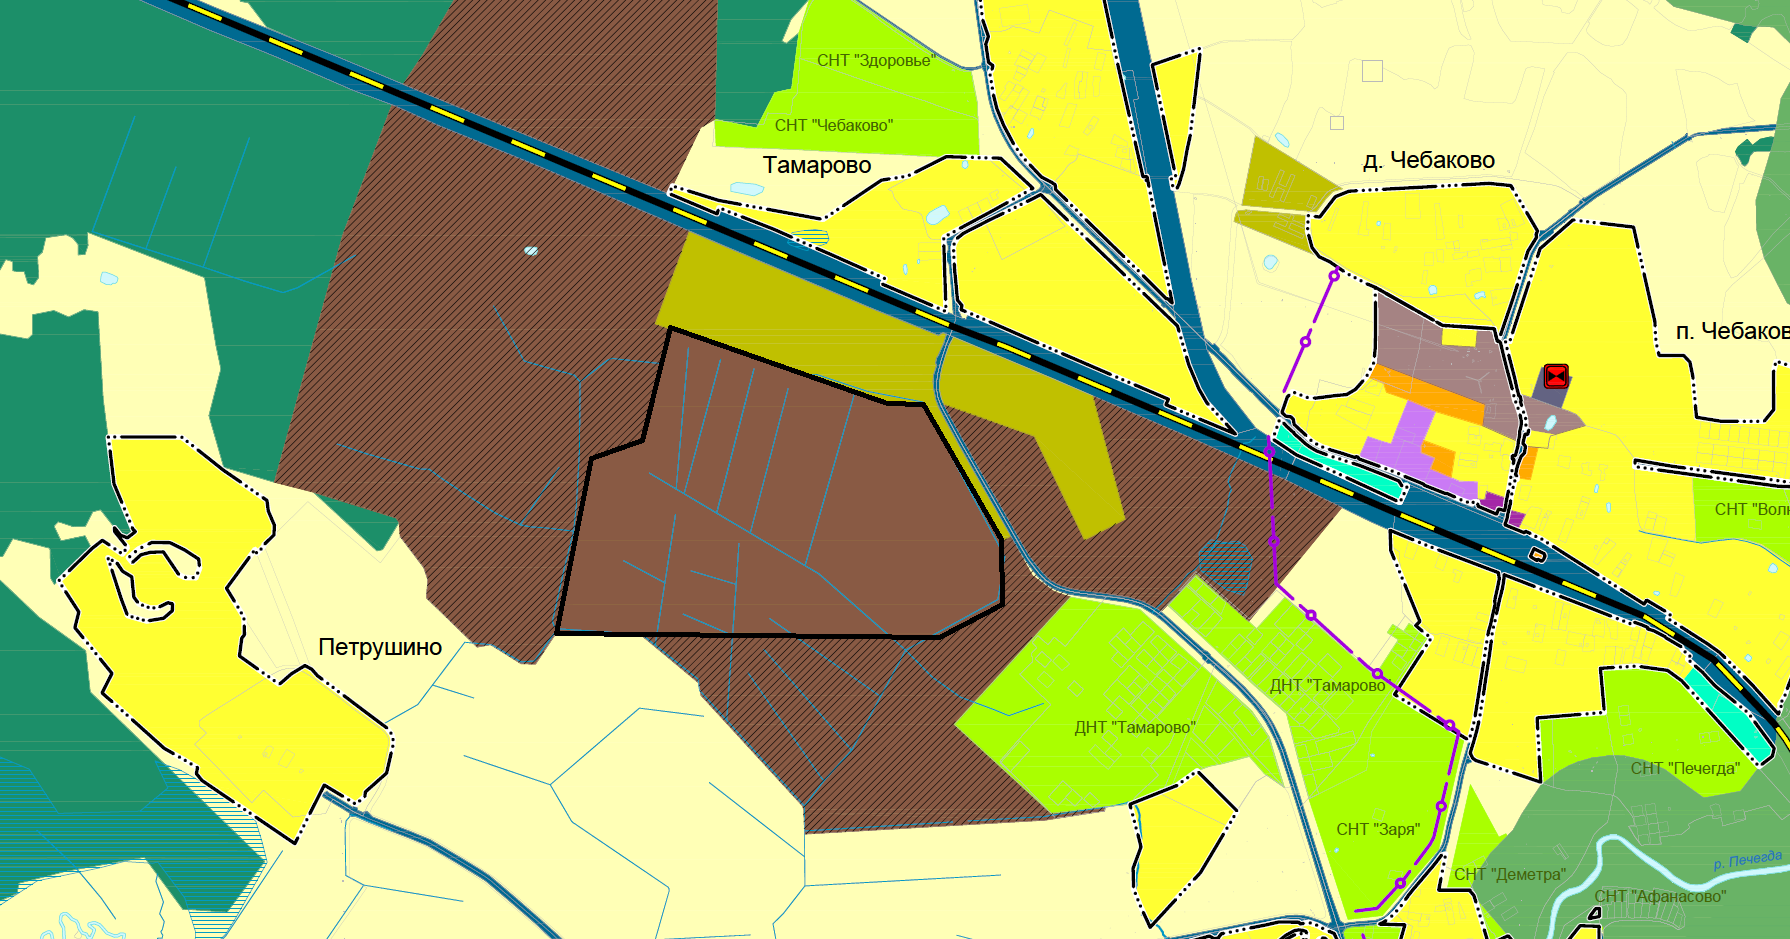 СНТ "Здоровье"
СНТ "Чебаково"
Тамарово
д. Чебаково
п. Чебаков
СНТ "Волн
Петрушино
ДНТ "Тамарово"
ДНТ "Тамарово
СНТ "Печегда"
СНТ "Заря"
р. Печегда
СНТ "Деметра"
СНТ "Афанасово"